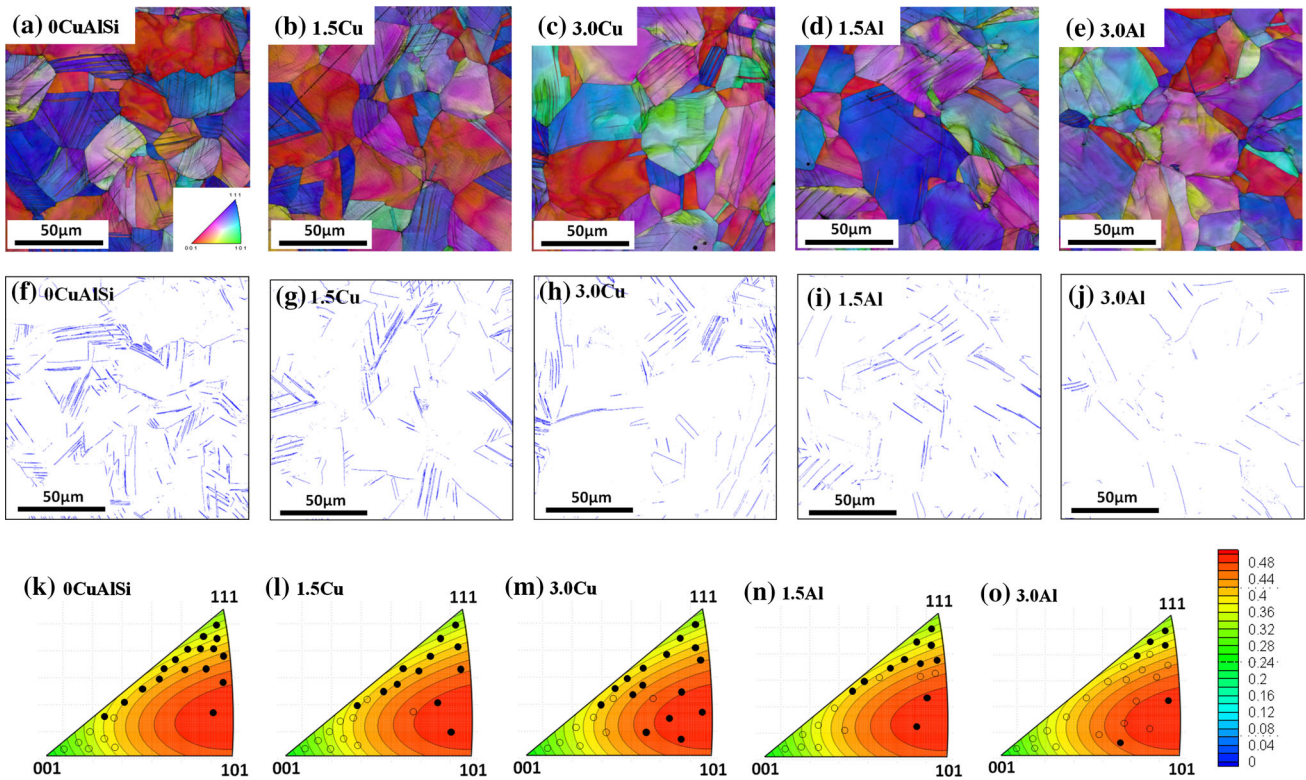 (a) 0CuAlSi
(b) 1.5Cu
(c) 3.0Cu
(d) 1.5Al
(e) 3.0Al
111
001 101
50μm
50μm
50μm
50μm
50μm
(f) 0CuAlSi
(g) 1.5Cu
(h) 3.0Cu
(i) 1.5Al
(j) 3.0Al
50μm
50μm
50μm
50μm
50μm
(k) 0CuAlSi
(l) 1.5Cu
(m) 3.0Cu
(n) 1.5Al
(o) 3.0Al
111
111
111
111
111
001 101
001 101
001 101
001 101
001 101
0.48
0.44
0.4
0.36
0.32
0.28
0.24
0.2
0.16
0.12
0.08
0.04
0